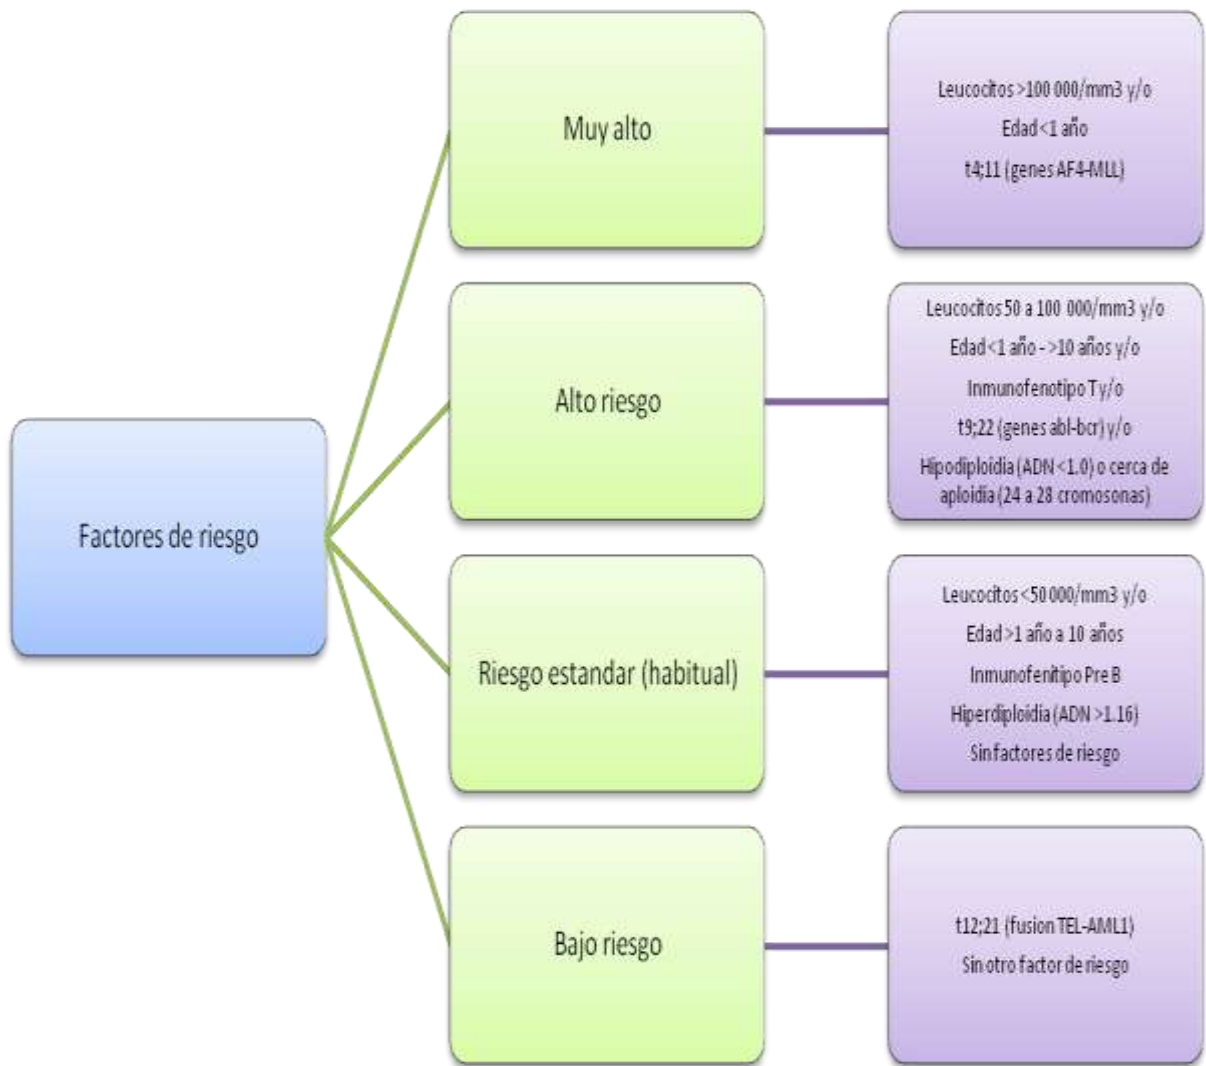 Factores de riesgo
Muy alto
Leucocitos >100 000/mm3 y/o
Edad <1 año
t4;11 (genes AF4-MLL)
Alto riesgo
Leucocitos 50 a 100 000/mm3 y/o
Edad <1 año - >10 años y/o
Inmunofenotipo T y/o
t9;22 (genes abl-bcr) y/o
Hipodiploidia (ADN <1.0) o cerca de
aploidía (24 a 28 cromosonas)
Riesgo estandar (habitual)
Leucocitos <50 000/mm3 y/o
Edad >1 año a 10 años
Inmunofenitipo Pre B
Hiperdiploidía (ADN >1.16)
Sin factores de riesgo
Bajo riesgo
t12;21 (fusion TEL-AML1)
Sin otro factor de riesgo